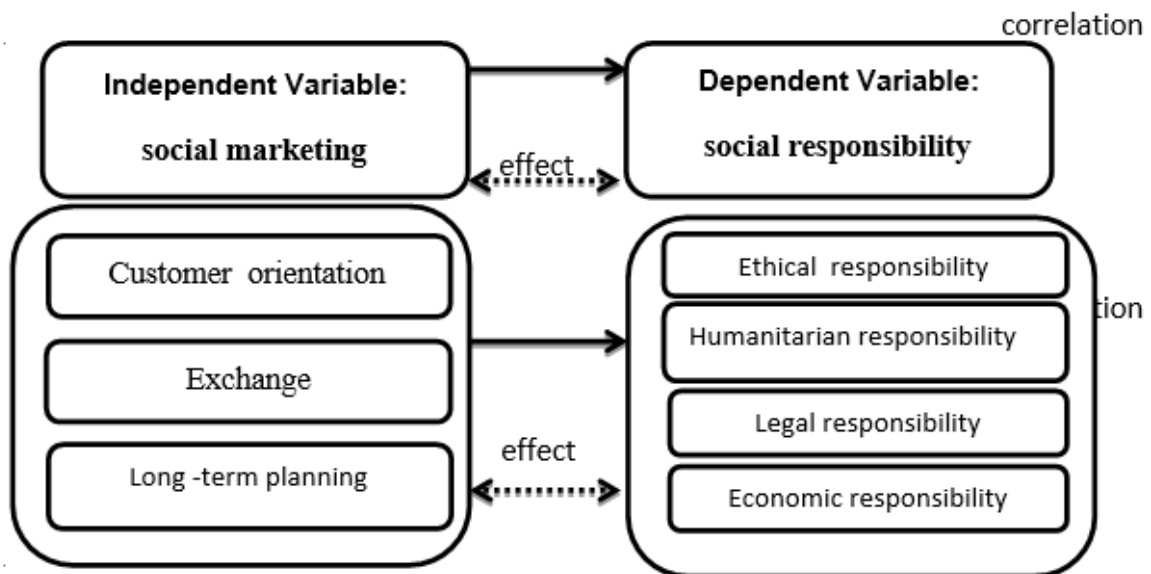 correlation
Independent Variable:
social marketing
Dependent Variable:
social responsibility
effect
Customer orientation
Exchange
Long -term planning
effect
Ethical responsibility
Humanitarian responsibility
tion
Legal responsibility
Economic responsibility